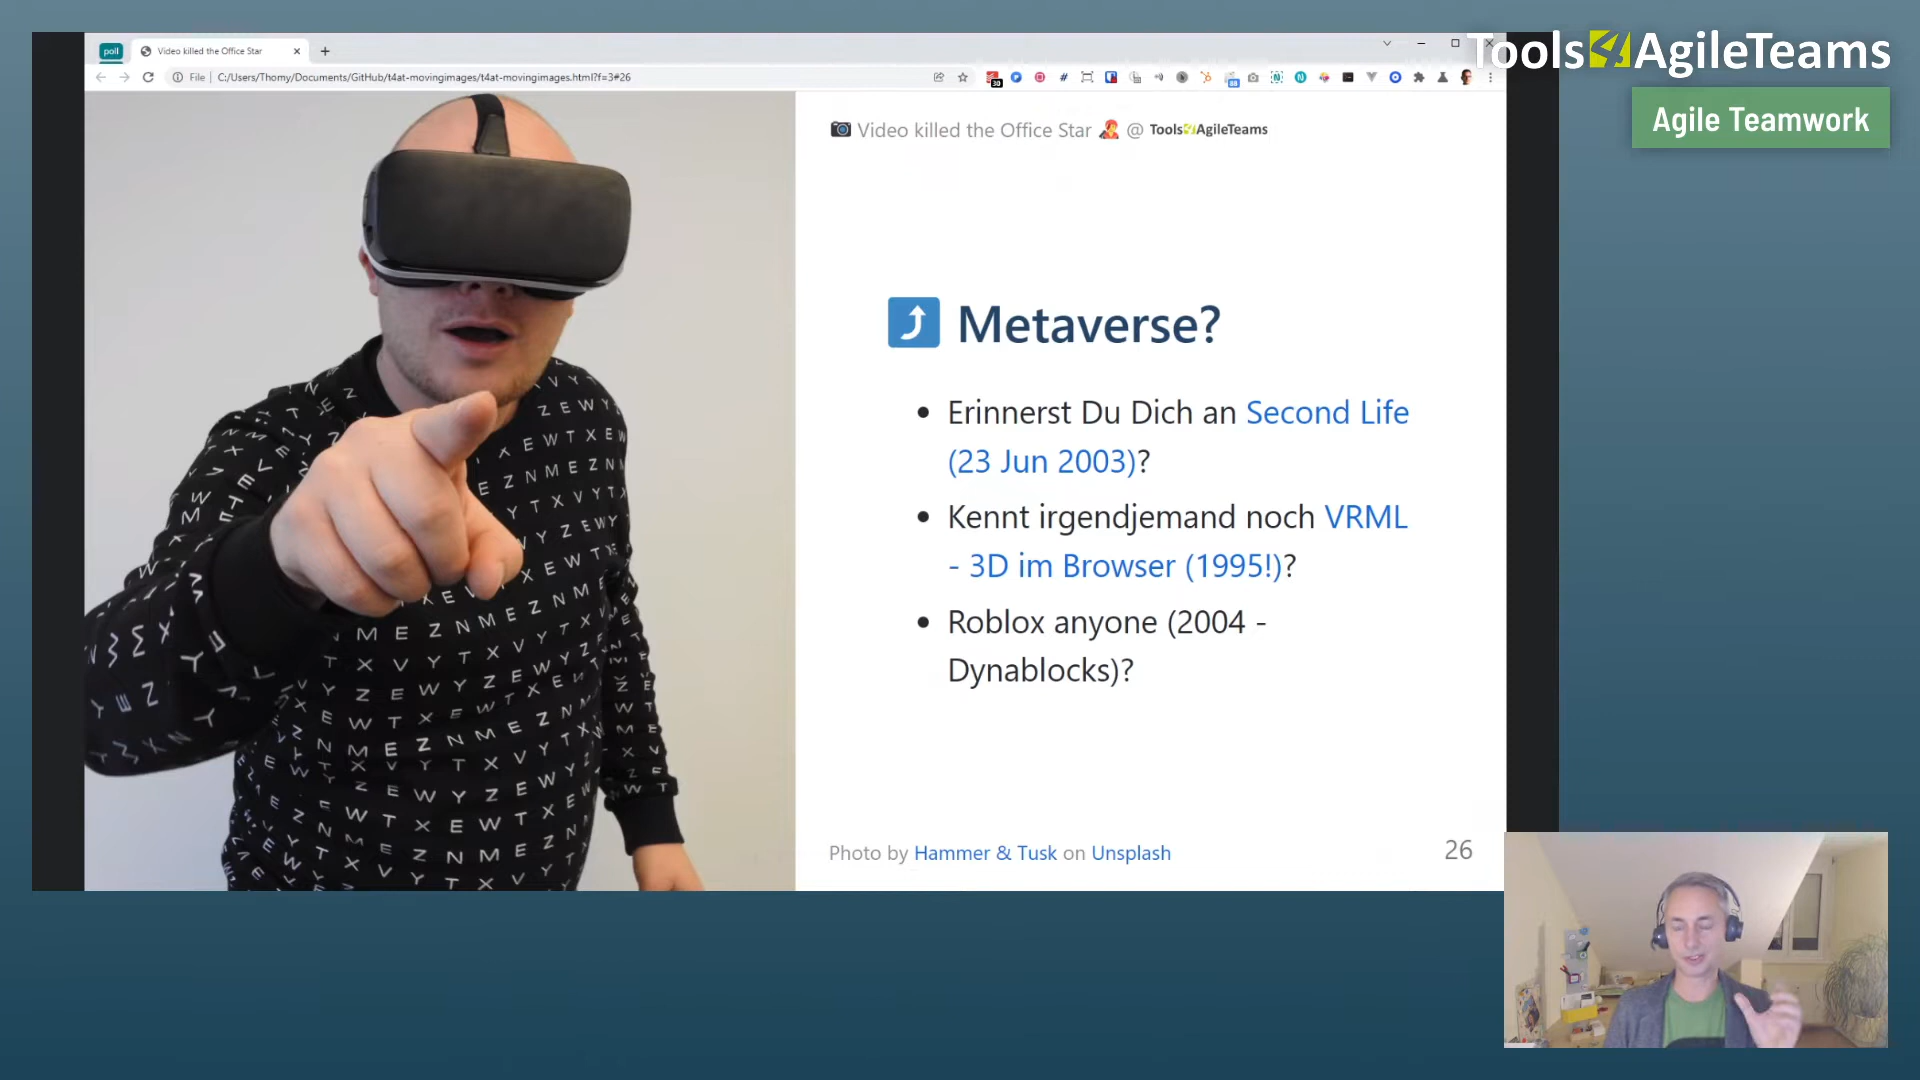 Tools4AgileTeams
Agile Teamwork
poll
Video killed the Office Star
File
C:/Users/Thomy/Documents/GitHub/t4at-movingimages/t4at-movingimages.html?f=3#26
Video killed the Office Star @ Tools4AgileTeams
Metaverse?
• Erinnerst Du Dich an Second Life
(23 Jun 2003)?
• Kennt irgendjemand noch VRML
- 3D im Browser (1995!)?
• Roblox anyone (2004 -
Dynablocks)?
Photo by Hammer & Tusk on Unsplash
26